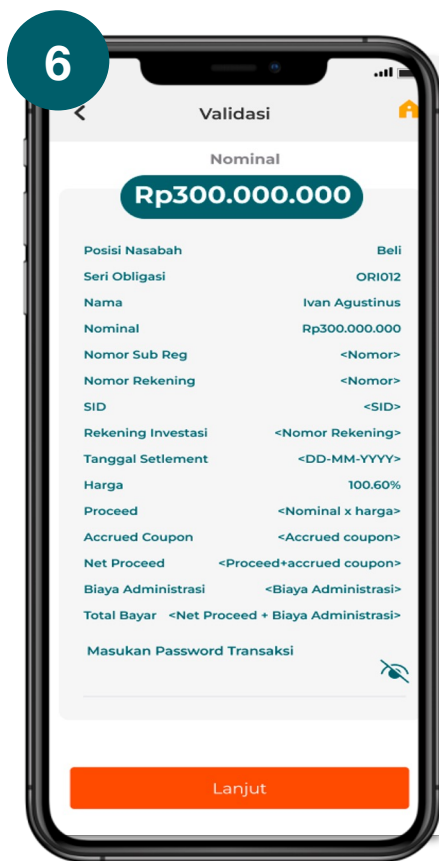 6
Validasi
Nominal
Rp300.000.000
Posisi Nasabah Beli
Seri Obligasi ORI012
Nama Ivan Agustinus
Nominal Rp300.000.000
Nomor Sub Reg <Nomor>
Nomor Rekening <Nomor>
SID <SID>
Rekening Investasi <Nomor Rekening>
Tanggal Setlement <DD-MM-YYYY>
Harga 100.60%
Proceed <Nominal x harga>
Accrued Coupon <Accrued coupon>
Net Proceed <Proceed+accrued coupon>
Biaya Administrasi <Biaya Administrasi>
Total Bayar <Net Proceed + Biaya Administrasi>
Masukan Password Transaksi
Lanjut